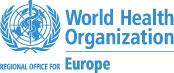 World Health
Organization
REGIONAL OFFICE FOR Europe